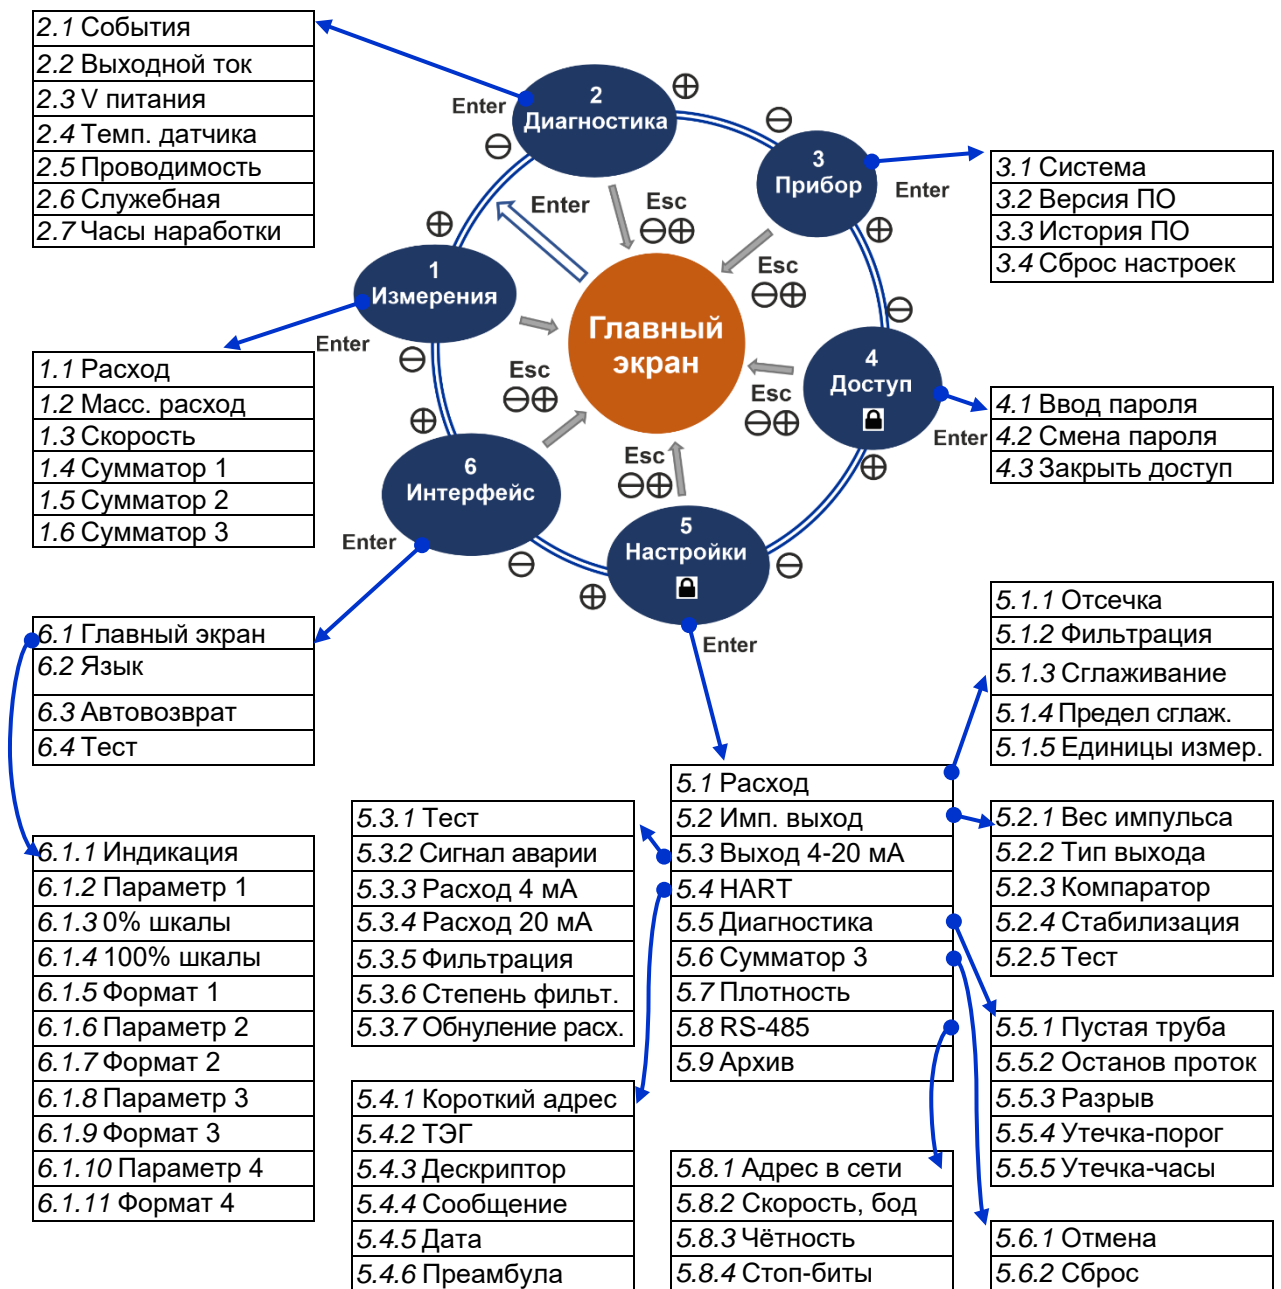 2.1 События
2.2 Выходной ток
2.3 V питания
2.4 Темп. датчика
2.5 Проводимость
2.6 Служебная
2.7 Часы наработки
Enter
2
Диагностика
3
Прибор
Enter
3.1 Система
3.2 Версия ПО
3.3 История ПО
3.4 Сброс настроек
Enter
Esc
Esc
1
Измерения
Enter
Главный
экран
Esc
Esc
Esc
4
Доступ
Enter
1.1 Расход
1.2 Масс. расход
1.3 Скорость
1.4 Сумматор 1
1.5 Сумматор 2
1.6 Сумматор 3
4.1 Ввод пароля
4.2 Смена пароля
4.3 Закрыть доступ
6
Интерфейс
Enter
5
Настройки
Enter
6.1 Главный экран
6.2 Язык
6.3 Автовозврат
6.4 Тест
5.1.1 Отсечка
5.1.2 Фильтрация
5.1.3 Сглаживание
5.1.4 Предел сглаж.
5.1.5 Единицы измер.
5.1 Расход
5.2 Имп. выход
5.3 Выход 4-20 мА
5.4 HART
5.5 Диагностика
5.6 Сумматор 3
5.7 Плотность
5.8 RS-485
5.9 Архив
5.3.1 Тест
5.3.2 Сигнал аварии
5.3.3 Расход 4 мА
5.3.4 Расход 20 мА
5.3.5 Фильтрация
5.3.6 Степень фильт.
5.3.7 Обнуление расх.
5.2.1 Вес импульса
5.2.2 Тип выхода
5.2.3 Компаратор
5.2.4 Стабилизация
5.2.5 Тест
6.1.1 Индикация
6.1.2 Параметр 1
6.1.3 0% шкалы
6.1.4 100% шкалы
6.1.5 Формат 1
6.1.6 Параметр 2
6.1.7 Формат 2
6.1.8 Параметр 3
6.1.9 Формат 3
6.1.10 Параметр 4
6.1.11 Формат 4
5.4.1 Короткий адрес
5.4.2 ТЭГ
5.4.3 Дескриптор
5.4.4 Сообщение
5.4.5 Дата
5.4.6 Преамбула
5.8.1 Адрес в сети
5.8.2 Скорость, бод
5.8.3 Чётность
5.8.4 Стоп-биты
5.5.1 Пустая труба
5.5.2 Останов проток
5.5.3 Разрыв
5.5.4 Утечка-порог
5.5.5 Утечка-часы
5.6.1 Отмена
5.6.2 Сброс